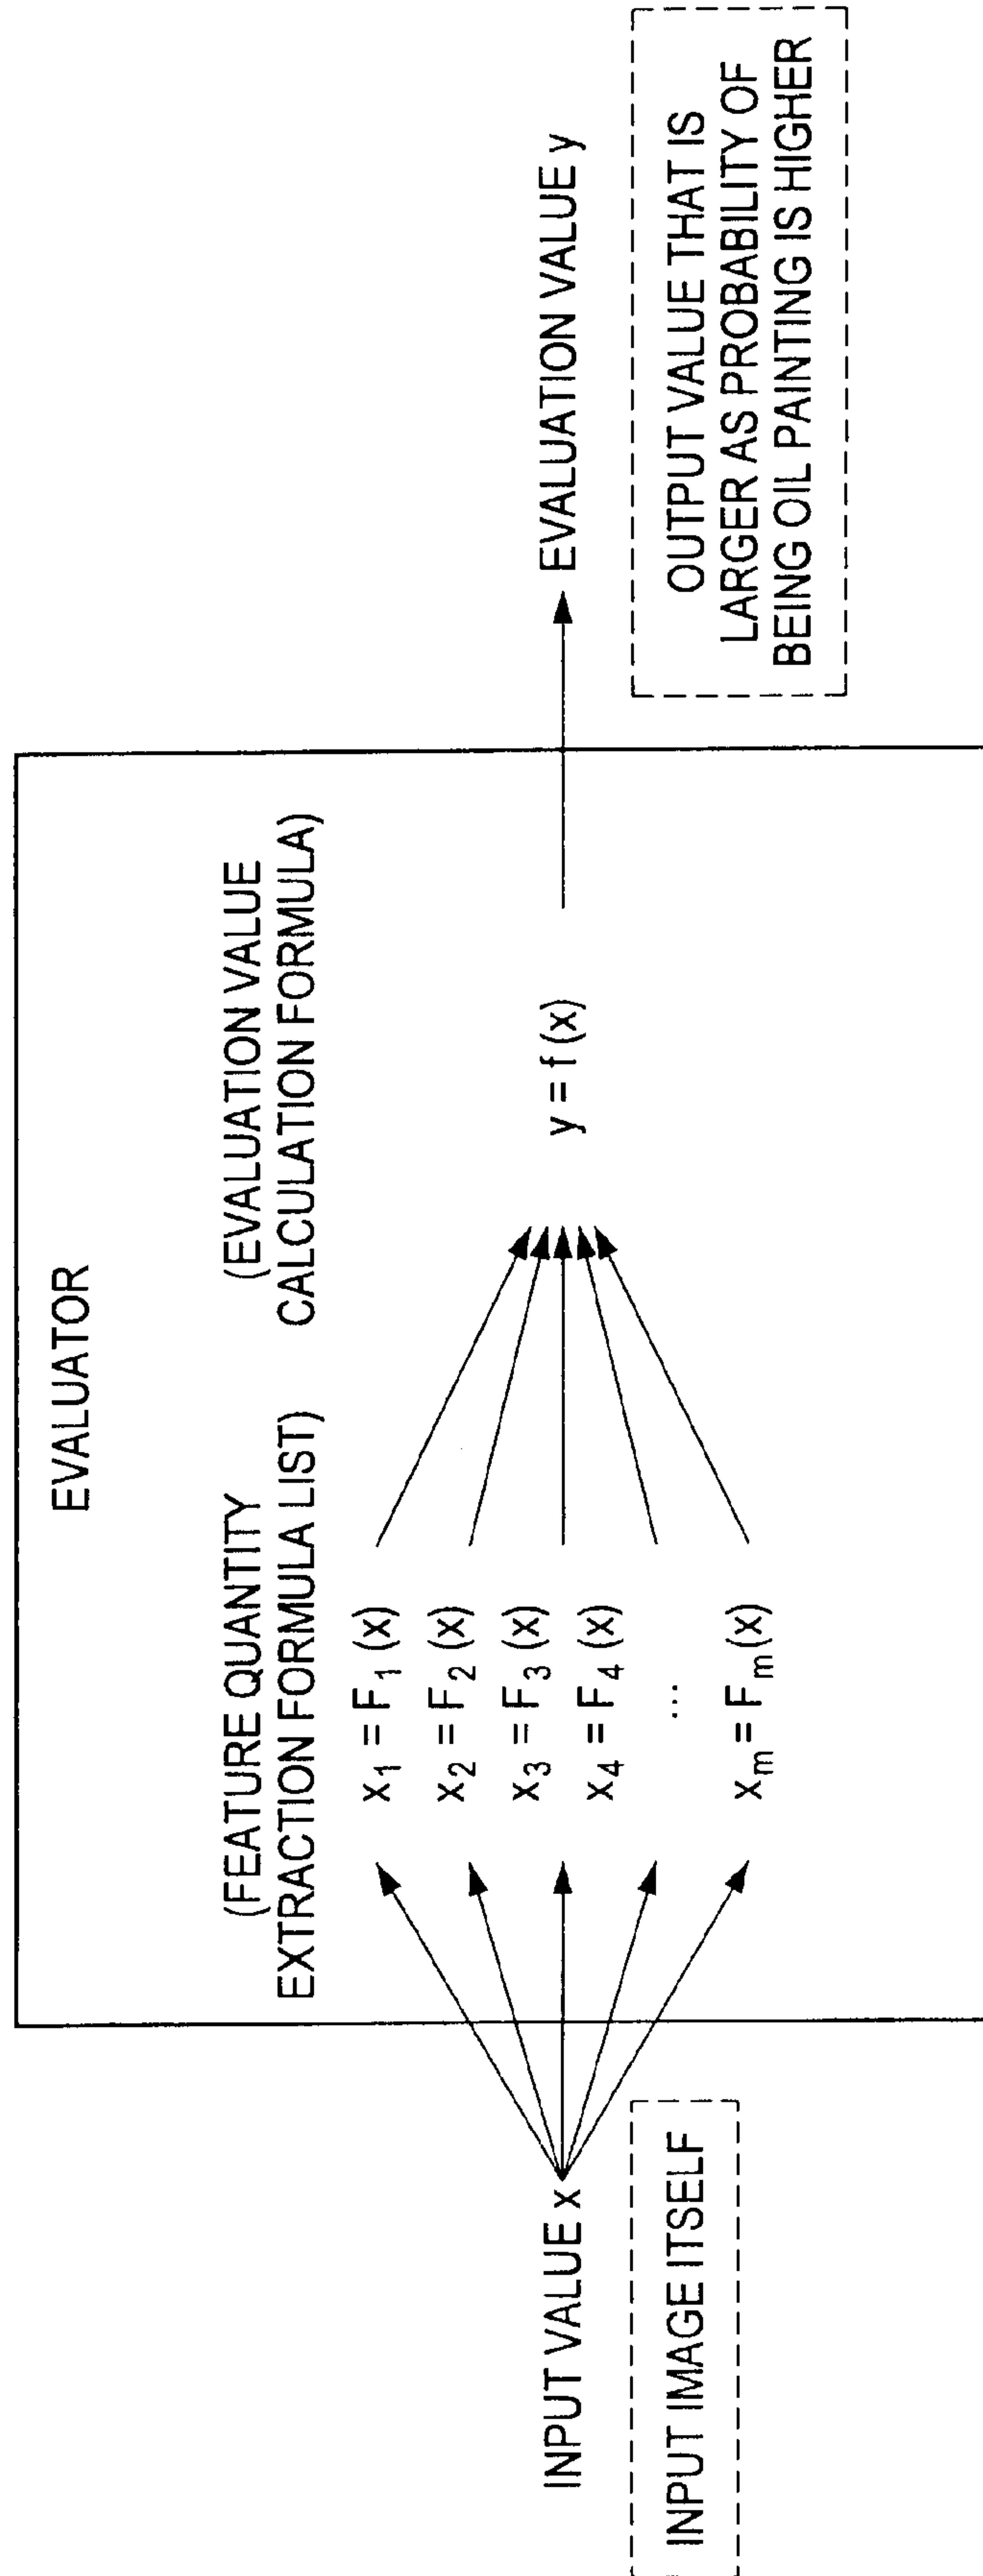 EVALUATOR
(FEATURE QUANTITY
EXTRACTION FORMULA LIST)
(EVALUATION VALUE
CALCULATION FORMULA)
x₁ = F₁ (x)
x₂ = F₂ (x)
x₃ = F₃ (x)
x₄ = F₄ (x)
...
xₘ = Fₘ(x)
INPUT VALUE x
y = f (x)
EVALUATION VALUE y
INPUT IMAGE ITSELF
OUTPUT VALUE THAT IS
LARGER AS PROBABILITY OF
BEING OIL PAINTING IS HIGHER